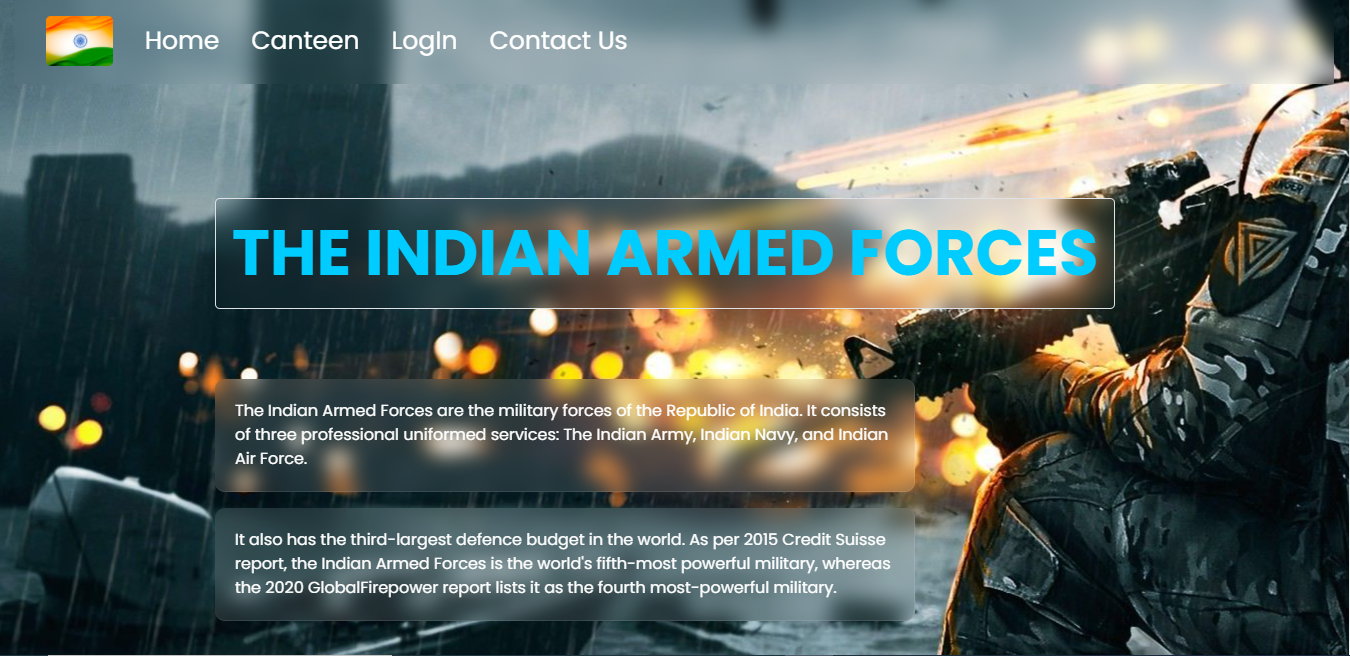 Home Canteen LogIn Contact Us
THE INDIAN ARMED FORCES
The Indian Armed Forces are the military forces of the Republic of India. It consists
of three professional uniformed services: The Indian Army, Indian Navy, and Indian
Air Force.
It also has the third-largest defence budget in the world. As per 2015 Credit Suisse
report, the Indian Armed Forces is the world's fifth-most powerful military, whereas
the 2020 GlobalFirepower report lists it as the fourth most-powerful military.